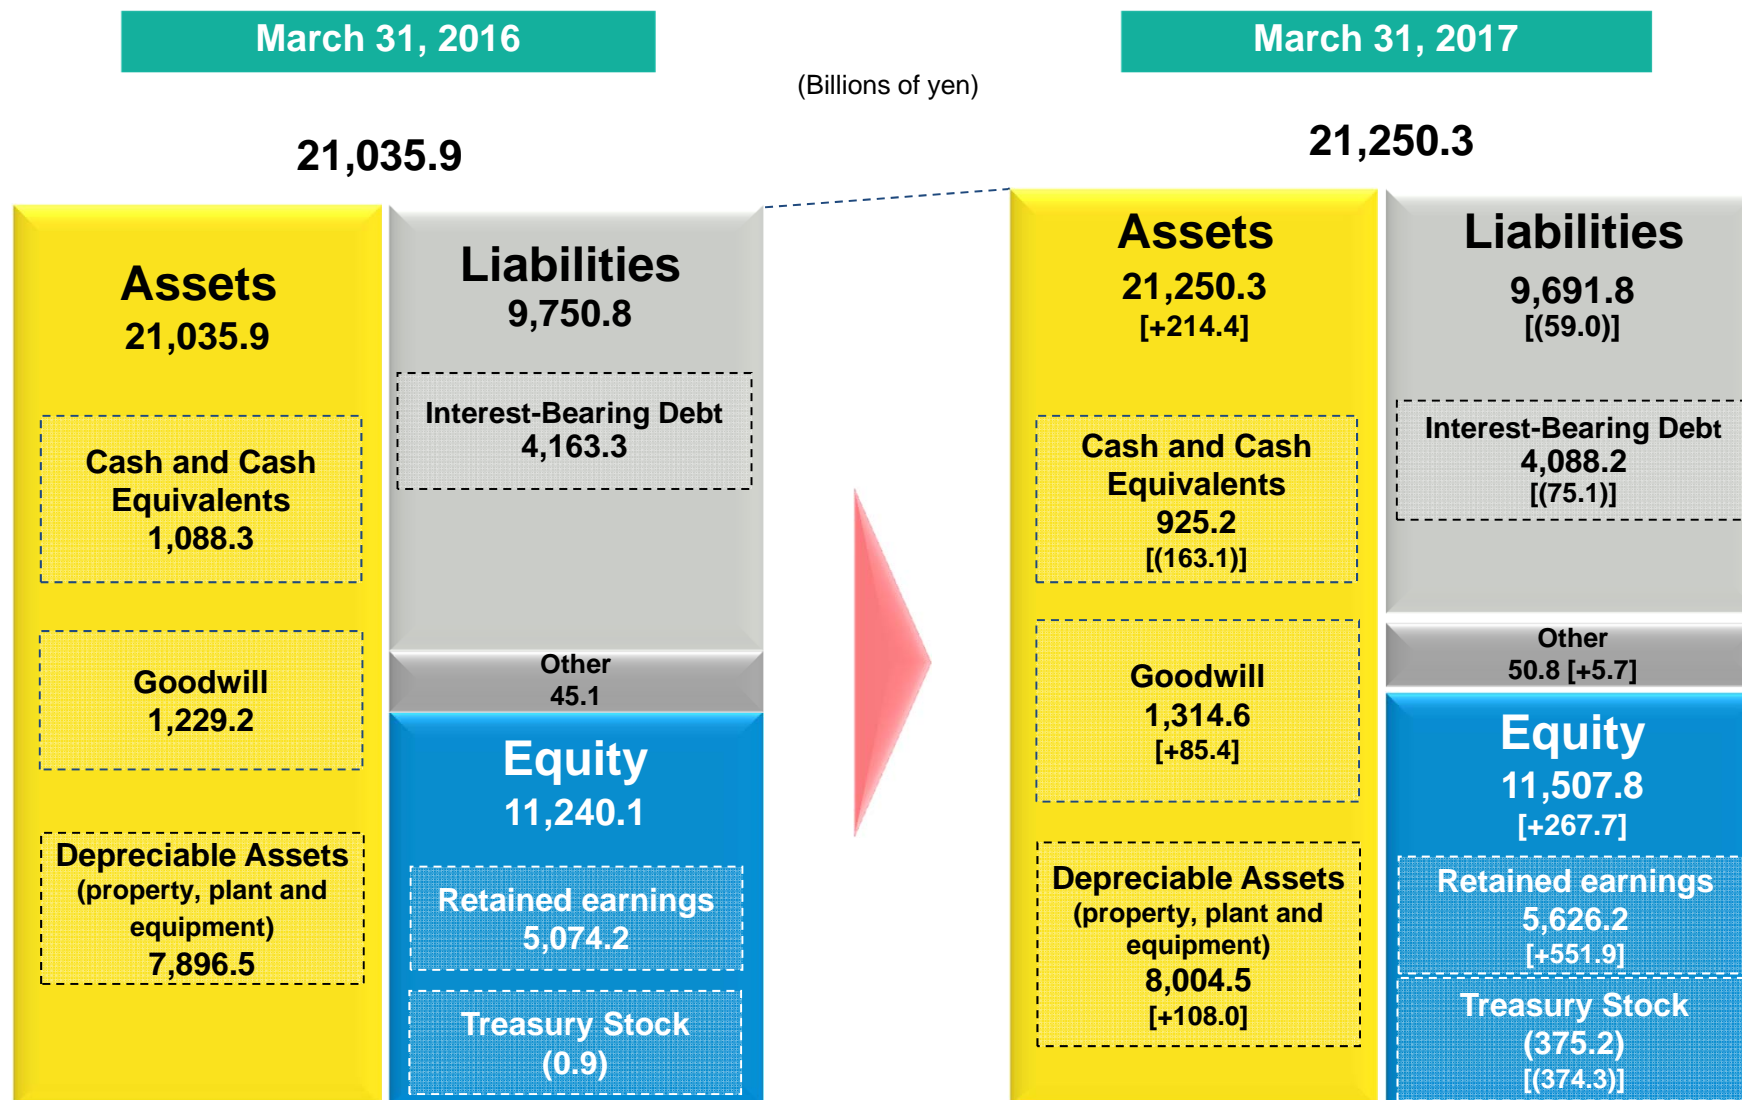 March 31, 2016
March 31, 2017
(Billions of yen)
21,035.9
21,250.3
Assets
21,035.9
Cash and Cash
Equivalents
1,088.3
Goodwill
1,229.2
Depreciable Assets
(property, plant and
equipment)
7,896.5
Liabilities
9,750.8
Interest-Bearing Debt
4,163.3
Other
45.1
Equity
11,240.1
Retained earnings
5,074.2
Treasury Stock
(0.9)
Assets
21,250.3
[+214.4]
Cash and Cash
Equivalents
925.2
[(163.1)]
Goodwill
1,314.6
[+85.4]
Depreciable Assets
(property, plant and
equipment)
8,004.5
[+108.0]
Liabilities
9,691.8
[(59.0)]
Interest-Bearing Debt
4,088.2
[(75.1)]
Other
50.8 [+5.7]
Equity
11,507.8
[+267.7]
Retained earnings
5,626.2
[+551.9]
Treasury Stock
(375.2)
[(374.3)]